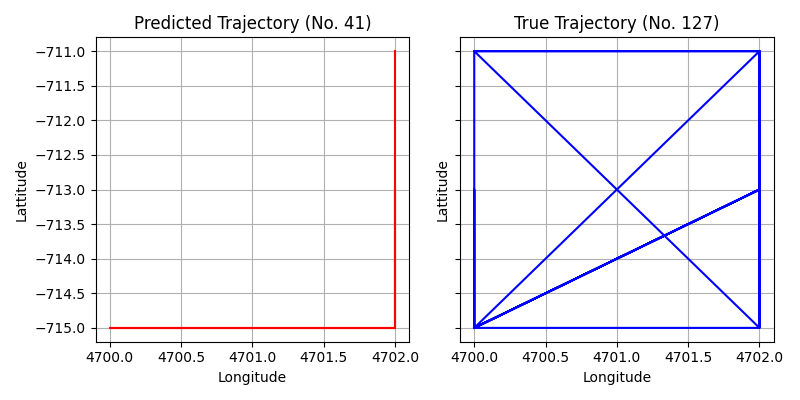 Predicted Trajectory (No. 41)
True Trajectory (No. 127)
−711.0
−711.5
−712.0
−712.5
−713.0
−713.5
−714.0
−714.5
−715.0
Lattitude
Lattitude
4700.0 4700.5 4701.0 4701.5 4702.0
4700.0 4700.5 4701.0 4701.5 4702.0
Longitude
Longitude